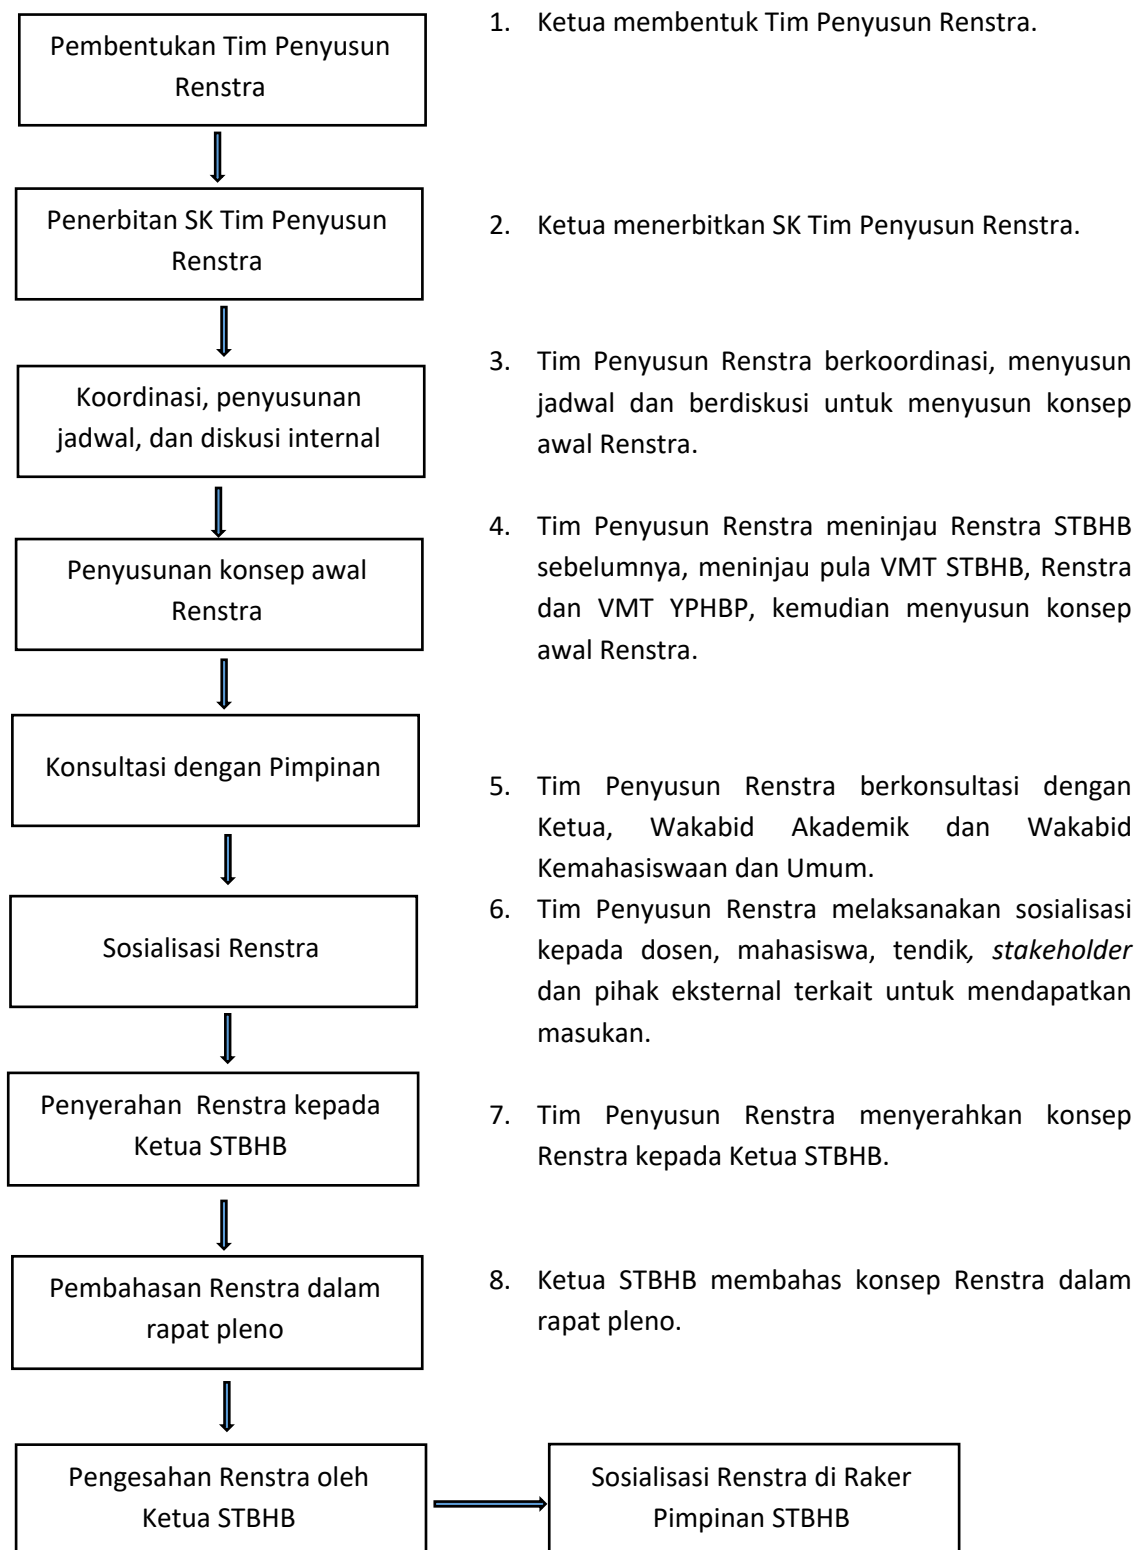 Pembentukan Tim Penyusun
Renstra
1. Ketua membentuk Tim Penyusun Renstra.
Penerbitan SK Tim Penyusun
Renstra
2. Ketua menerbitkan SK Tim Penyusun Renstra.
Koordinasi, penyusunan
jadwal, dan diskusi internal
3. Tim Penyusun Renstra berkoordinasi, menyusun
jadwal dan berdiskusi untuk menyusun konsep
awal Renstra.
Penyusunan konsep awal
Renstra
4. Tim Penyusun Renstra meninjau Renstra STBHB
sebelumnya, meninjau pula VMT STBHB, Renstra
dan VMT YPHBP, kemudian menyusun konsep
awal Renstra.
Konsultasi dengan Pimpinan
5. Tim Penyusun Renstra berkonsultasi dengan
Ketua, Wakabid Akademik dan Wakabid
Kemahasiswaan dan Umum.
Sosialisasi Renstra
6. Tim Penyusun Renstra melaksanakan sosialisasi
kepada dosen, mahasiswa, tendik, stakeholder
dan pihak eksternal terkait untuk mendapatkan
masukan.
Penyerahan Renstra kepada
Ketua STBHB
7. Tim Penyusun Renstra menyerahkan konsep
Renstra kepada Ketua STBHB.
Pembahasan Renstra dalam
rapat pleno
8. Ketua STBHB membahas konsep Renstra dalam
rapat pleno.
Pengesahan Renstra oleh
Ketua STBHB
Sosialisasi Renstra di Raker
Pimpinan STBHB